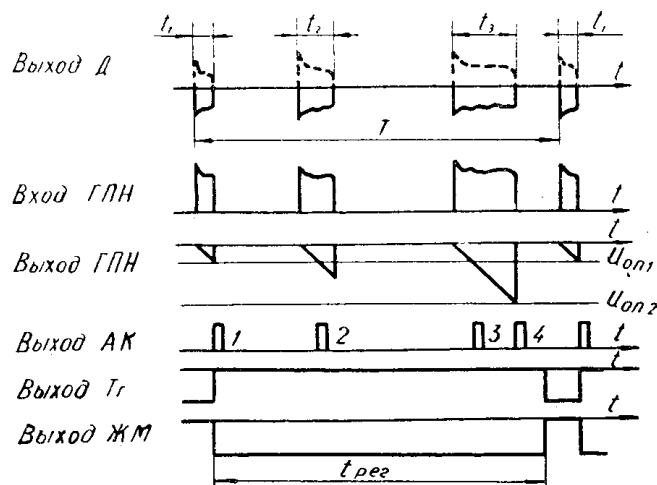 t₁ t₂ t₃ t₁
Выход Д t
T
Вход ГПН t
t
Выход ГПН Uоп1
Uоп2
Выход АК 1 2 3 4 t
t
Выход Тг
t
Выход ЖМ
t рег